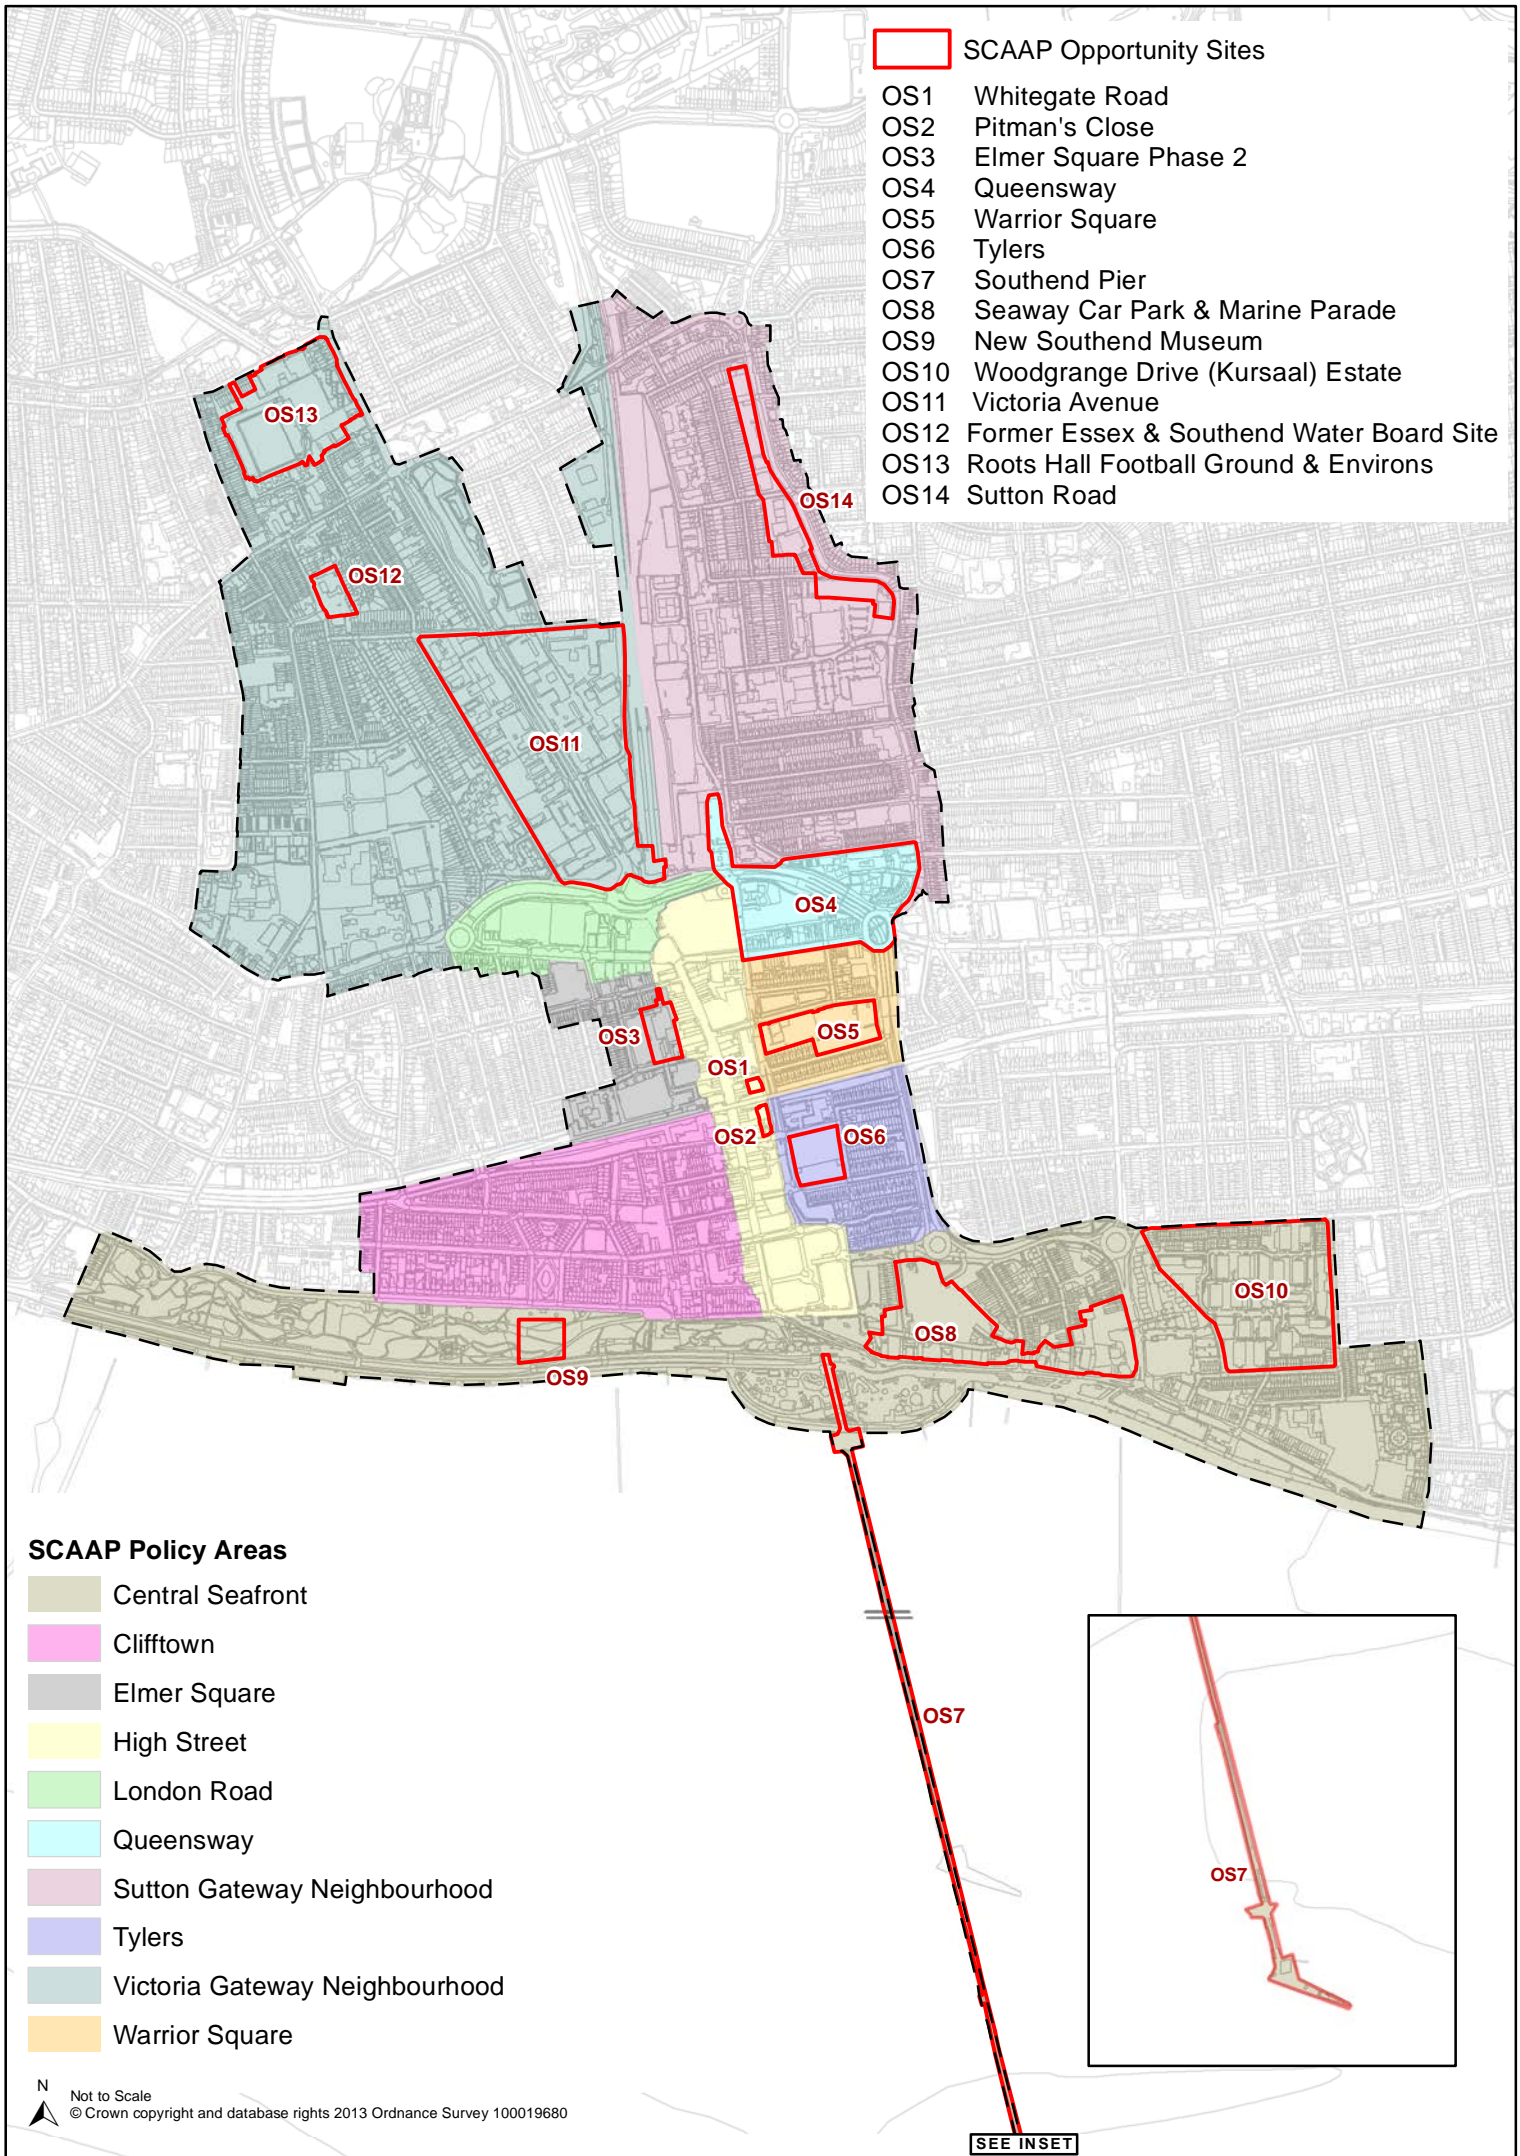 SCAAP Opportunity Sites
OS1 Whitegate Road
OS2 Pitman's Close
OS3 Elmer Square Phase 2
OS4 Queensway
OS5 Warrior Square
OS6 Tylers
OS7 Southend Pier
OS8 Seaway Car Park & Marine Parade
OS9 New Southend Museum
OS10 Woodgrange Drive (Kursaal) Estate
OS11 Victoria Avenue
OS12 Former Essex & Southend Water Board Site
OS13 Roots Hall Football Ground & Environs
OS14 Sutton Road
OS13
OS14
OS12
OS11
OS4
OS3
OS5
OS1
OS2
OS6
OS10
OS8
OS9
OS7
OS7
SCAAP Policy Areas
Central Seafront
Clifftown
Elmer Square
High Street
London Road
Queensway
Sutton Gateway Neighbourhood
Tylers
Victoria Gateway Neighbourhood
Warrior Square
N
Not to Scale
© Crown copyright and database rights 2013 Ordnance Survey 100019680
SEE INSET